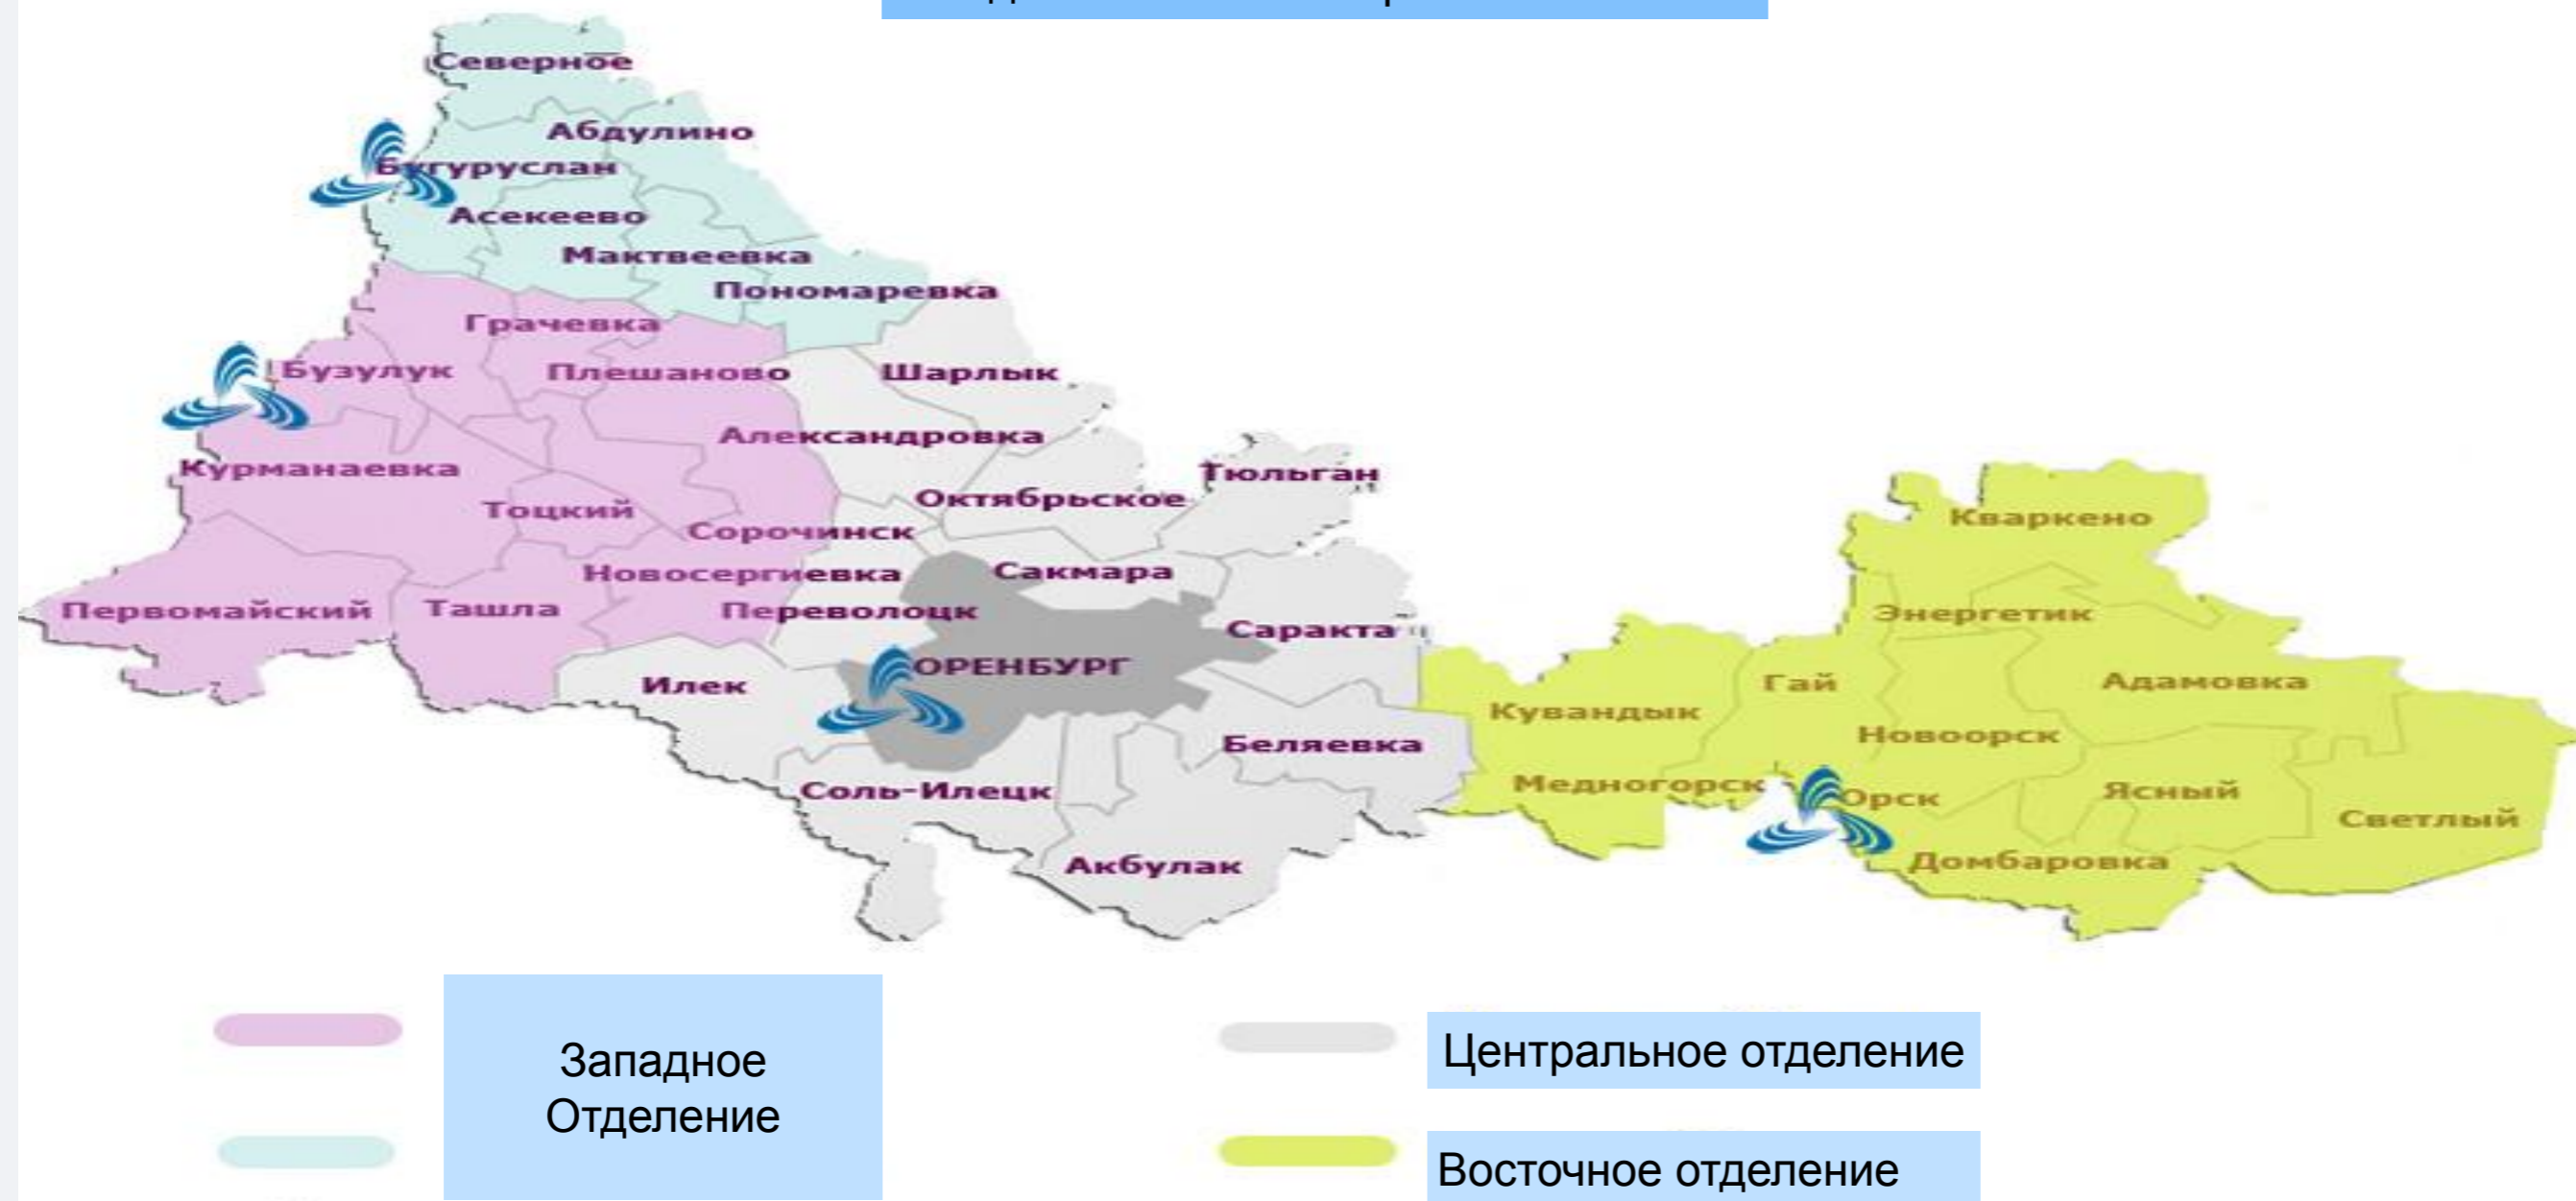 Северное
Абдулино
Бугуруслан
Асекеево
Мактвеевка
Пономаревка
Грачевка
Бузулук
Плешаново
Шарлык
Александровка
Курманаевка
Тюльган
Октябрьское
Тоцкий
Сорочинск
Кваркено
Новосергиевка
Сакмара
Первомайский
Ташла
Переволоцк
Энергетик
Саракта
ОРЕНБУРГ
Илек
Гай
Адамовка
Кувандык
Новоорск
Беляевка
Медногорск
Соль-Илецк
Орск
Ясный
Светлый
Акбулак
Домбаровка
Западное
Отделение
Центральное отделение
Восточное отделение